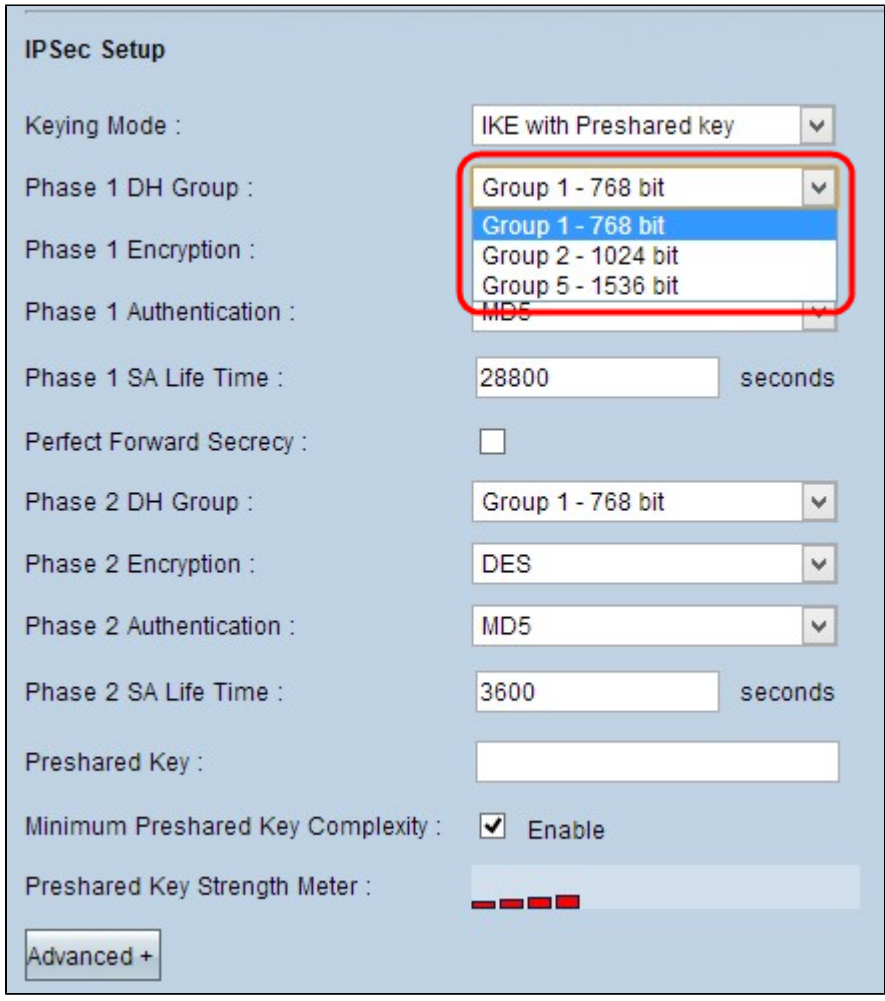 IPSec Setup
Keying Mode : IKE with Preshared key
Phase 1 DH Group : Group 1 - 768 bit
Group 1 - 768 bit
Phase 1 Encryption : Group 2 - 1024 bit
Group 5 - 1536 bit
Phase 1 Authentication : MD5
Phase 1 SA Life Time : 28800 seconds
Perfect Forward Secrecy :
Phase 2 DH Group : Group 1 - 768 bit
Phase 2 Encryption : DES
Phase 2 Authentication : MD5
Phase 2 SA Life Time : 3600 seconds
Preshared Key :
Minimum Preshared Key Complexity : Enable
Preshared Key Strength Meter :
Advanced +